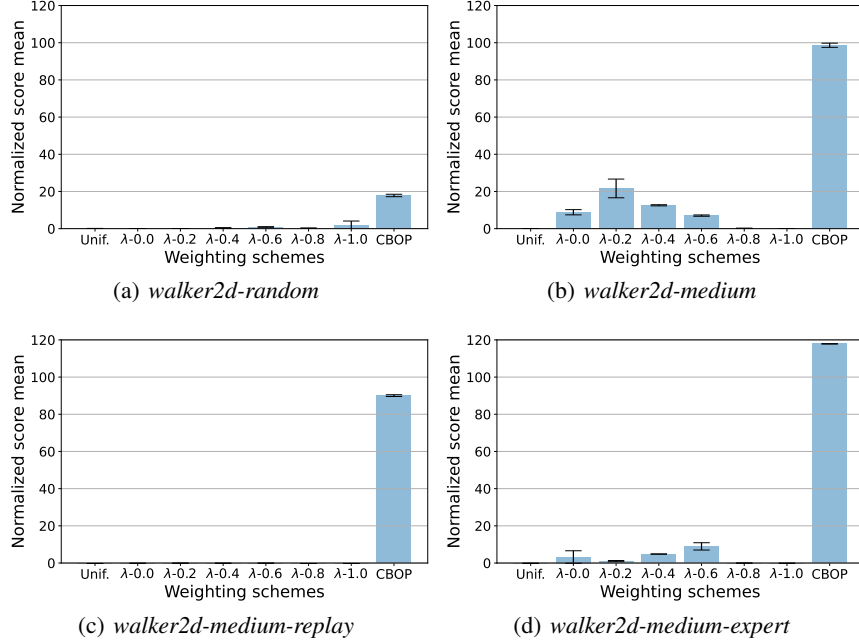 120
100
80
60
40
20
0
Normalized score mean
Unif. λ-0.0 λ-0.2 λ-0.4 λ-0.6 λ-0.8 λ-1.0 CBOP
Weighting schemes
(a) walker2d-random
120
100
80
60
40
20
0
Normalized score mean
Unif. λ-0.0 λ-0.2 λ-0.4 λ-0.6 λ-0.8 λ-1.0 CBOP
Weighting schemes
(b) walker2d-medium
120
100
80
60
40
20
0
Normalized score mean
Unif. λ-0.0 λ-0.2 λ-0.4 λ-0.6 λ-0.8 λ-1.0 CBOP
Weighting schemes
(c) walker2d-medium-replay
120
100
80
60
40
20
0
Normalized score mean
Unif. λ-0.0 λ-0.2 λ-0.4 λ-0.6 λ-0.8 λ-1.0 CBOP
Weighting schemes
(d) walker2d-medium-expert